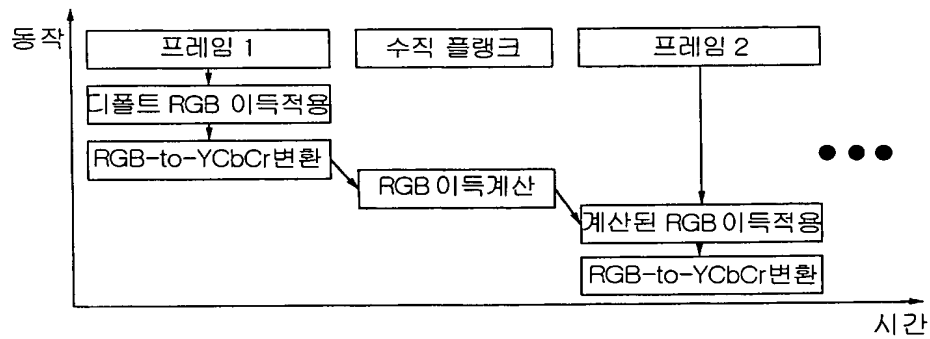 동작
프레임 1
수직 플랭크
프레임 2
디폴트 RGB 이득적용
RGB-to-YCbCr변환
RGB 이득계산
계산된 RGB 이득적용
RGB-to-YCbCr변환
시간